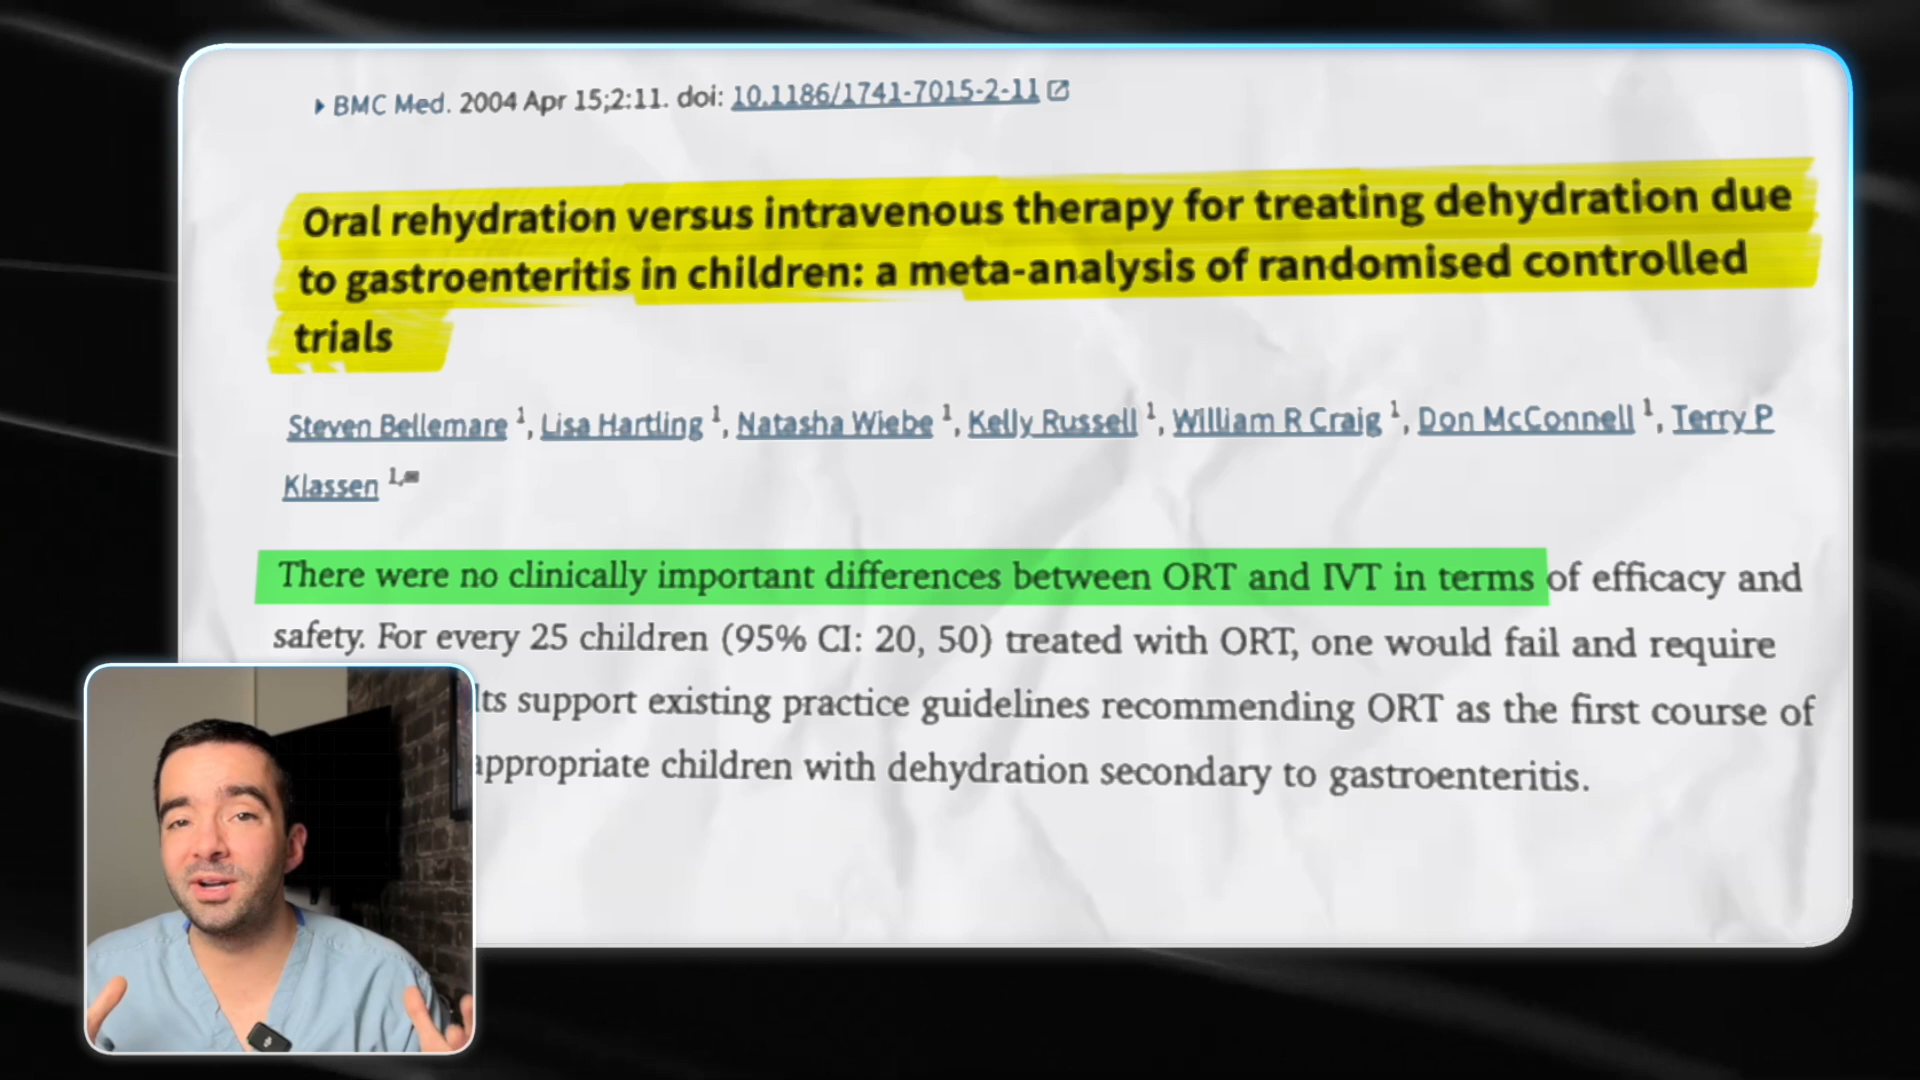 BMC Med. 2004 Apr 15;2:11. doi: 10.1186/1741-7015-2-11
Oral rehydration versus intravenous therapy for treating dehydration due
to gastroenteritis in children: a meta-analysis of randomised controlled
trials
Steven Bellemare 1, Lisa Hartling 1, Natasha Wiebe 1, Kelly Russell 1, William R Craig 1, Don McConnell 1, Terry P
Klassen 1,✉
There were no clinically important differences between ORT and IVT in terms of efficacy and
safety. For every 25 children (95% CI: 20, 50) treated with ORT, one would fail and require
support existing practice guidelines recommending ORT as the first course of
appropriate children with dehydration secondary to gastroenteritis.